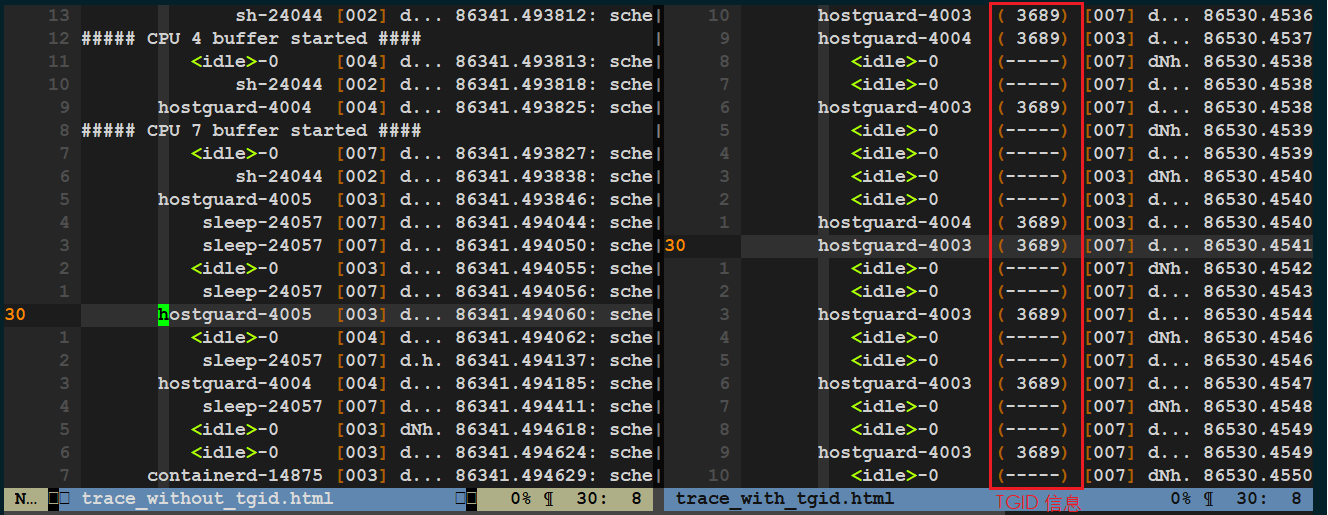 13 sh-24044 [002] d... 86341.493812: sche|
12 ##### CPU 4 buffer started #### |
11 <idle>-0 [004] d... 86341.493813: sche|
10 sh-24044 [002] d... 86341.493818: sche|
9 hostguard-4004 [004] d... 86341.493825: sche|
8 ##### CPU 7 buffer started #### |
7 <idle>-0 [007] d... 86341.493827: sche|
6 sh-24044 [002] d... 86341.493838: sche|
5 hostguard-4005 [003] d... 86341.493846: sche|
4 sleep-24057 [007] d... 86341.494044: sche|
3 sleep-24057 [007] d... 86341.494050: sche|
2 <idle>-0 [003] d... 86341.494055: sche|
1 sleep-24057 [007] d... 86341.494056: sche|
30 hostguard-4005 [003] d... 86341.494060: sche|
1 <idle>-0 [004] d... 86341.494062: sche|
2 sleep-24057 [007] d.h. 86341.494137: sche|
3 hostguard-4004 [004] d... 86341.494185: sche|
4 sleep-24057 [007] d... 86341.494411: sche|
5 <idle>-0 [003] dNh. 86341.494618: sche|
6 <idle>-0 [003] d... 86341.494624: sche|
7 containerd-14875 [003] d... 86341.494629: sche|
N… trace_without_tgid.html 0% ¶ 30: 8
10 hostguard-4003 ( 3689) [007] d... 86530.4536
9 hostguard-4004 ( 3689) [003] d... 86530.4537
8 <idle>-0 (-----) [007] dNh. 86530.4538
7 <idle>-0 (-----) [007] d... 86530.4538
6 hostguard-4003 ( 3689) [007] d... 86530.4538
5 <idle>-0 (-----) [007] dNh. 86530.4539
4 <idle>-0 (-----) [007] d... 86530.4539
3 <idle>-0 (-----) [003] dNh. 86530.4540
2 <idle>-0 (-----) [003] d... 86530.4540
1 hostguard-4004 ( 3689) [003] d... 86530.4540
30 hostguard-4003 ( 3689) [007] d... 86530.4541
1 <idle>-0 (-----) [007] dNh. 86530.4542
2 <idle>-0 (-----) [007] d... 86530.4543
3 hostguard-4003 ( 3689) [007] d... 86530.4544
4 <idle>-0 (-----) [007] dNh. 86530.4546
5 <idle>-0 (-----) [007] d... 86530.4546
6 hostguard-4003 ( 3689) [007] d... 86530.4547
7 <idle>-0 (-----) [007] dNh. 86530.4548
8 <idle>-0 (-----) [007] d... 86530.4549
9 hostguard-4003 ( 3689) [007] d... 86530.4549
10 <idle>-0 (-----) [007] dNh. 86530.4550
trace_with_tgid.html 0% ¶ 30: 8
TGID 信息